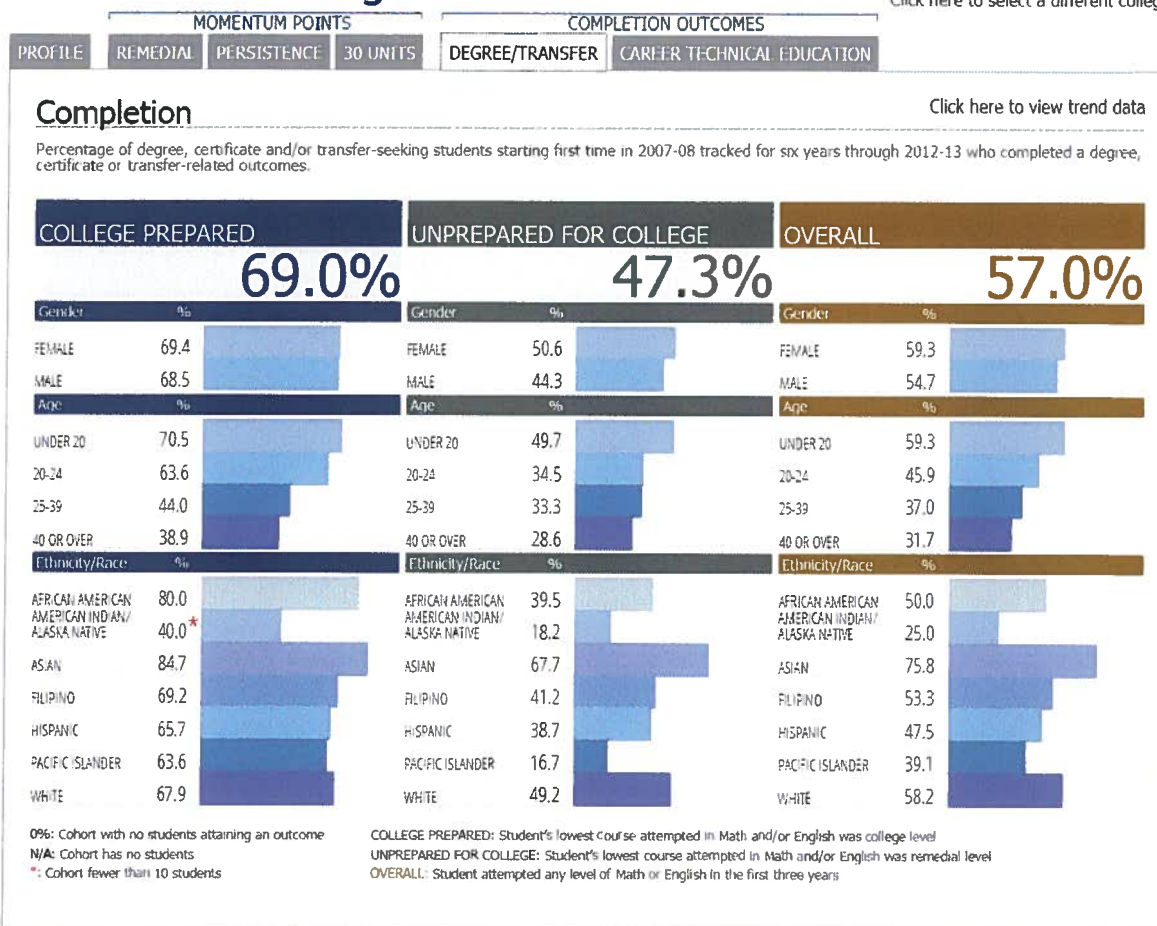 Click here to select a different colleg
MOMENTUM POINTS
COMPLETION OUTCOMES
PROFILE
REMEDIAL
PERSISTENCE
30 UNITS
DEGREE/TRANSFER
CAREER TECHNICAL EDUCATION
Completion
Click here to view trend data
Percentage of degree, certificate and/or transfer-seeking students starting first time in 2007-08 tracked for six years through 2012-13 who completed a degree,
certificate or transfer-related outcomes.
COLLEGE PREPARED
69.0%
Gender %
FEMALE 69.4
MALE 68.5
Age %
UNDER 20 70.5
20-24 63.6
25-39 44.0
40 OR OVER 38.9
Ethnicity/Race %
AFRICAN AMERICAN 80.0
AMERICAN INDIAN/
ALASKA NATIVE 40.0*
ASIAN 84.7
FILIPINO 69.2
HISPANIC 65.7
PACIFIC ISLANDER 63.6
WHITE 67.9
UNPREPARED FOR COLLEGE
47.3%
Gender %
FEMALE 50.6
MALE 44.3
Age %
UNDER 20 49.7
20-24 34.5
25-39 33.3
40 OR OVER 28.6
Ethnicity/Race %
AFRICAN AMERICAN 39.5
AMERICAN INDIAN/
ALASKA NATIVE 18.2
ASIAN 67.7
FILIPINO 41.2
HISPANIC 38.7
PACIFIC ISLANDER 16.7
WHITE 49.2
OVERALL
57.0%
Gender %
FEMALE 59.3
MALE 54.7
Age %
UNDER 20 59.3
20-24 45.9
25-39 37.0
40 OR OVER 31.7
Ethnicity/Race %
AFRICAN AMERICAN 50.0
AMERICAN INDIAN/
ALASKA NATIVE 25.0
ASIAN 75.8
FILIPINO 53.3
HISPANIC 47.5
PACIFIC ISLANDER 39.1
WHITE 58.2
0%: Cohort with no students attaining an outcome
N/A: Cohort has no students
*: Cohort fewer than 10 students
COLLEGE PREPARED: Student's lowest course attempted in Math and/or English was college level
UNPREPARED FOR COLLEGE: Student's lowest course attempted in Math and/or English was remedial level
OVERALL: Student attempted any level of Math or English in the first three years